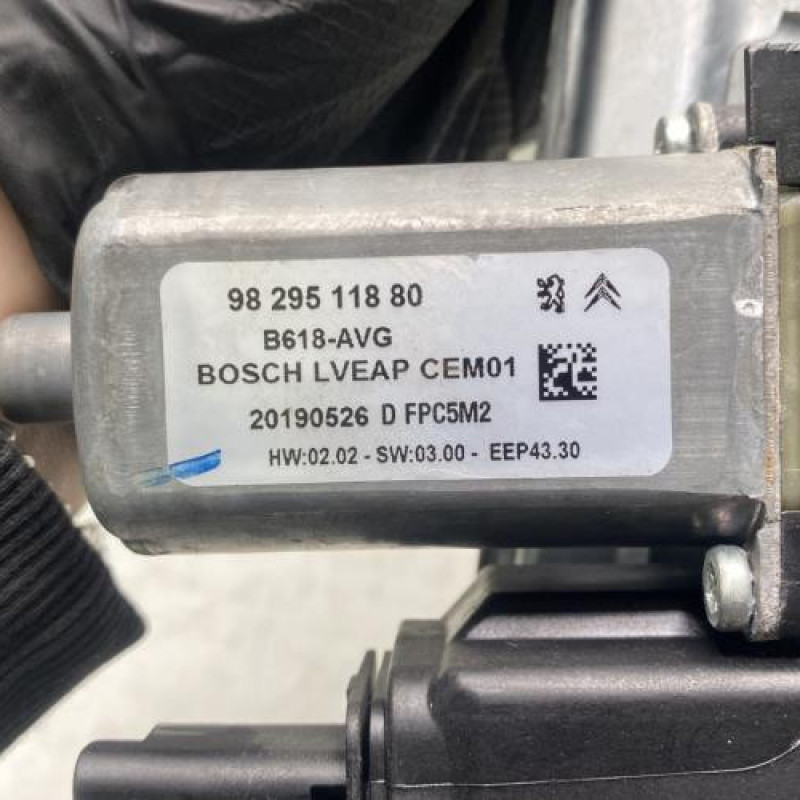 98 295 118 80
B618-AVG
BOSCH LVEAP CEM01
20190526 D FPC5M2
HW:02.02 - SW:03.00 - EEP43.30